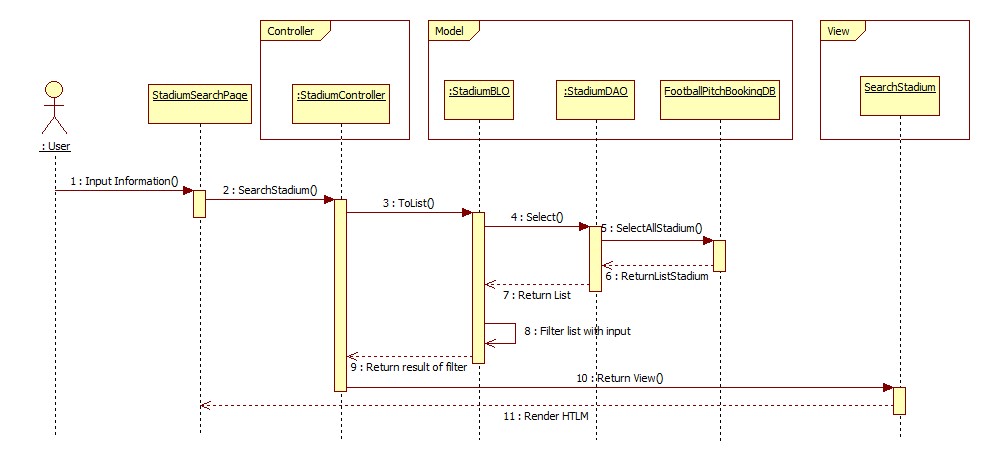 Controller
Model
View
StadiumSearchPage
:StadiumController
:StadiumBLO
:StadiumDAO
FootballPitchBookingDB
SearchStadium
: User
1 : Input Information()
2 : SearchStadium()
3 : ToList()
4 : Select()
5 : SelectAllStadium()
6 : ReturnListStadium
7 : Return List
8 : Filter list with input
9 : Return result of filter
10 : Return View()
11 : Render HTLM